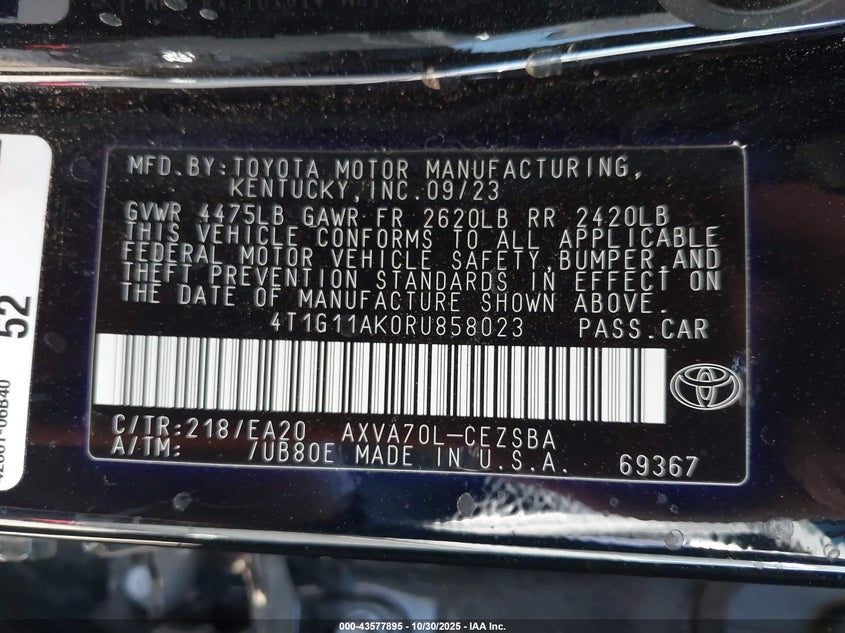 MFD.BY:TOYOTA MOTOR MANUFACTURING,
KENTUCKY,INC.09/23
GVWR 4475LB GAWR FR 2620LB RR 2420LB
THIS VEHICLE CONFORMS TO ALL APPLICABLE
FEDERAL MOTOR VEHICLE SAFETY,BUMPER,AND
THEFT PREVENTION STANDARDS IN EFFECT ON
THE DATE OF MANUFACTURE SHOWN ABOVE.
4T1G11AK0RU858023 PASS.CAR
C/TR:218/EA20 AXVA70L-CEZSBA
A/TM: /UB80E MADE IN U.S.A. 69367
52
000-43577895 - 10/30/2025 - IAA Inc.